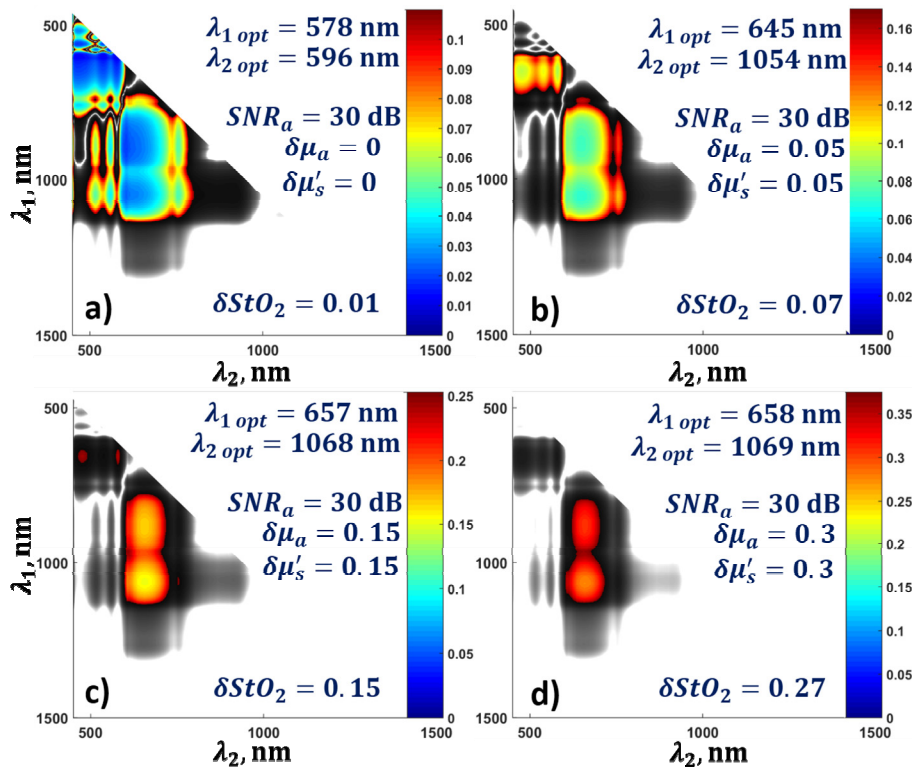 λ1 opt = 578 nm
λ2 opt = 596 nm
SNRa = 30 dB
δμa = 0
δμ′s = 0
a)
δStO2 = 0.01
500
1000
1500
λ1, nm
500
1000
1500
λ2, nm
0.1
0.09
0.08
0.07
0.06
0.05
0.04
0.03
0.02
0.01
0
λ1 opt = 645 nm
λ2 opt = 1054 nm
SNRa = 30 dB
δμa = 0.05
δμ′s = 0.05
b)
δStO2 = 0.07
500
1000
1500
500
1000
1500
λ2, nm
0.16
0.14
0.12
0.1
0.08
0.06
0.04
0.02
0
λ1 opt = 657 nm
λ2 opt = 1068 nm
SNRa = 30 dB
δμa = 0.15
δμ′s = 0.15
c)
δStO2 = 0.15
500
1000
1500
λ1, nm
500
1000
1500
λ2, nm
0.25
0.2
0.15
0.1
0.05
0
λ1 opt = 658 nm
λ2 opt = 1069 nm
SNRa = 30 dB
δμa = 0.3
δμ′s = 0.3
d)
δStO2 = 0.27
500
1000
1500
500
1000
1500
λ2, nm
0.35
0.3
0.25
0.2
0.15
0.1
0.05
0